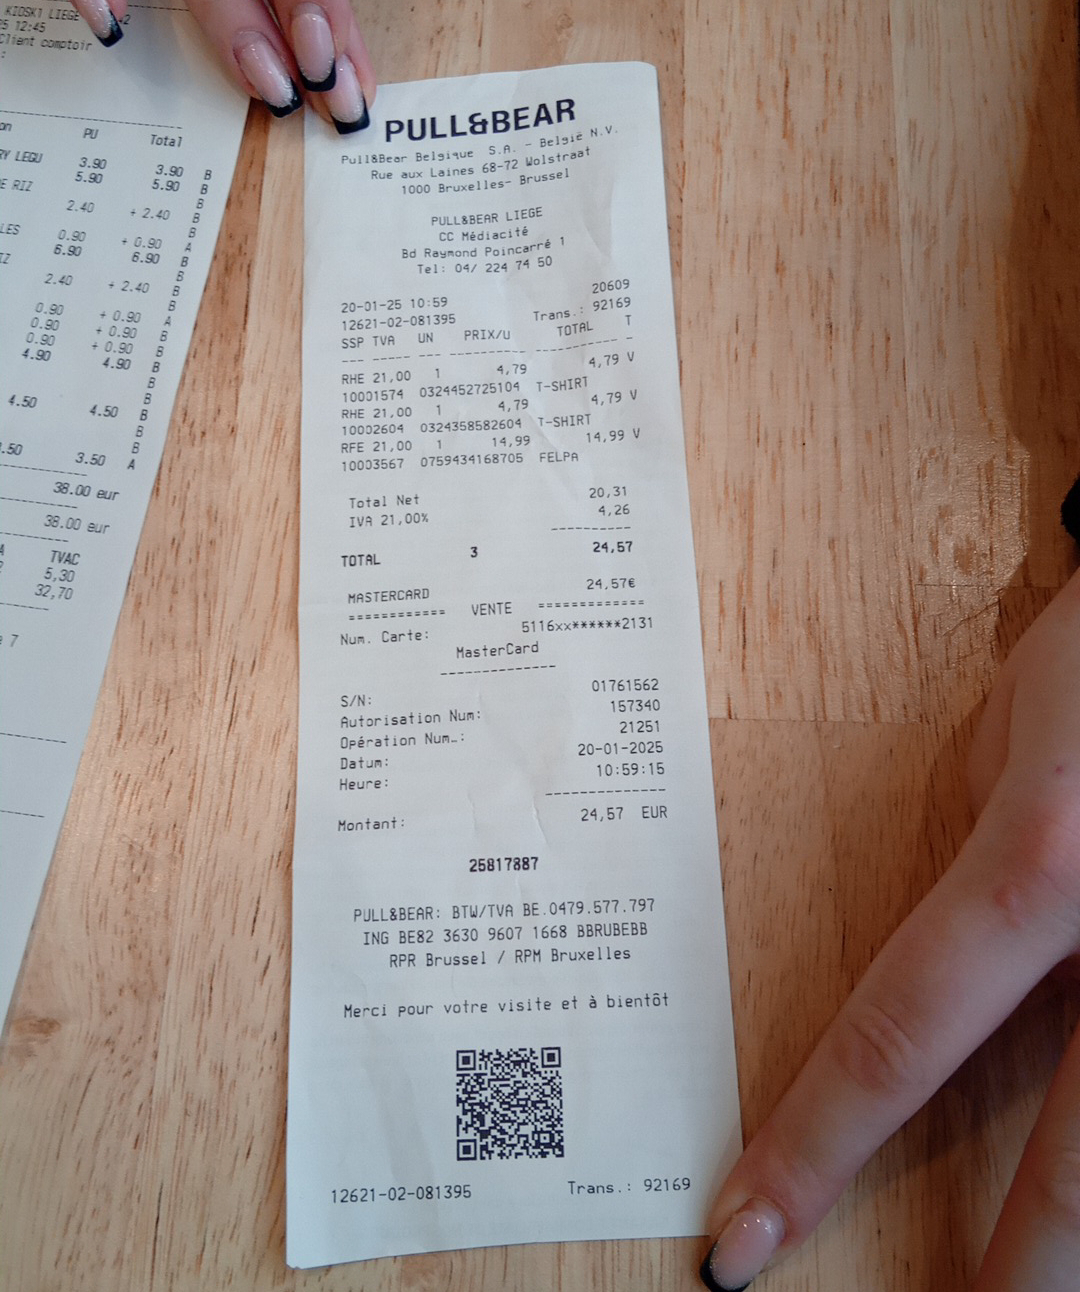 KIOSK1 LIEGE
12:45
Client comptoir
:
PU Total
LEGU 3.90 3.90 B
5.90 5.90 B
RIZ B
2.40 + 2.40 B
B
0.90 + 0.90 A
6.90 6.90 B
B
2.40 + 2.40 B
B
0.90 + 0.90 A
0.90 + 0.90 B
0.90 + 0.90 B
4.90 4.90 B
B
B
4.50 4.50 B
B
B
3.50 A
38.00 eur
38.00 eur
TVAC
5,30
32,70
7
PULL&BEAR
Pull&Bear Belgique S.A. - België N.V.
Rue aux Laines 68-72 Wolstraat
1000 Bruxelles- Brussel
PULL&BEAR LIEGE
CC Médiacité
Bd Raymond Poincarré 1
Tel: 04/ 224 74 50
20609
20-01-25 10:59
12621-02-081395 Trans.: 92169
SSP TVA UN PRIX/U TOTAL T
--- ----- --- ---------- ----------- -
RHE 21,00 1 4,79 4,79 V
10001574 0324452725104 T-SHIRT
RHE 21,00 1 4,79 4,79 V
10002604 0324358582604 T-SHIRT
RFE 21,00 1 14,99 14,99 V
10003567 0759434168705 FELPA
Total Net 20,31
IVA 21,00% 4,26
----------
TOTAL 3 24,57
MASTERCARD 24,57€
============ VENTE =============
Num. Carte: 5116xx******2131
MasterCard
--------------
S/N: 01761562
Autorisation Num: 157340
Opération Num.: 21251
Datum: 20-01-2025
Heure: 10:59:15
--------------
Montant: 24,57 EUR
25817887
PULL&BEAR: BTW/TVA BE.0479.577.797
ING BE82 3630 9607 1668 BBRUBEBB
RPR Brussel / RPM Bruxelles
Merci pour votre visite et à bientôt
12621-02-081395 Trans.: 92169